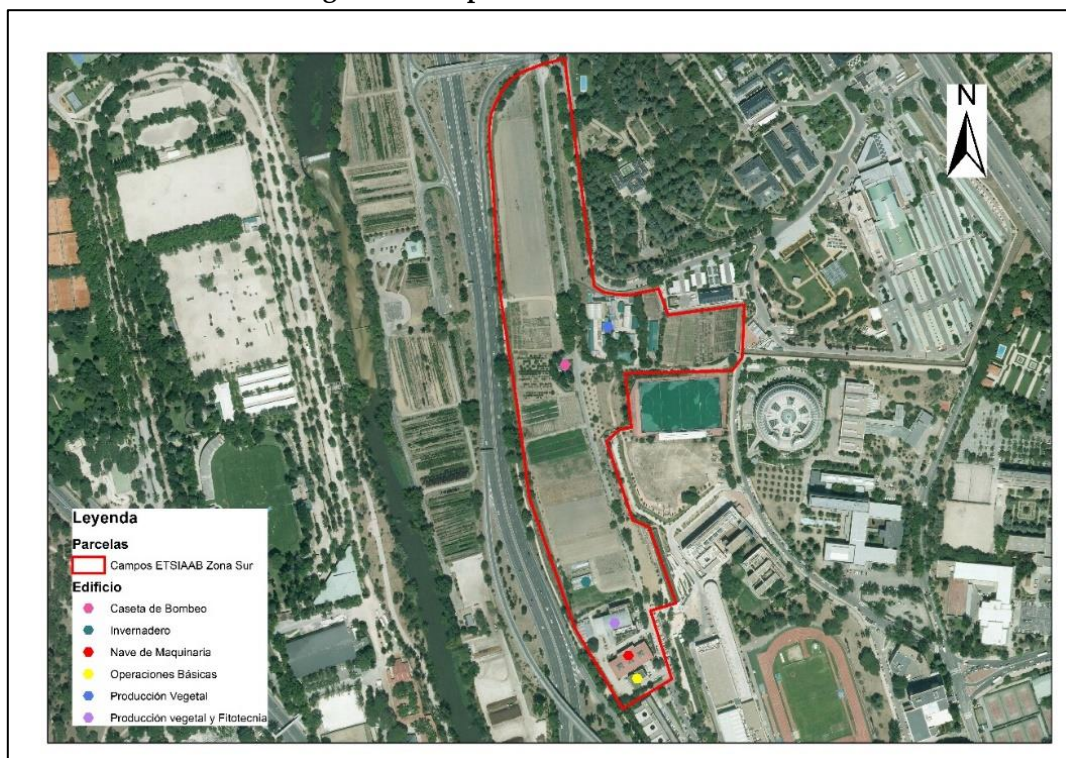 N
Leyenda
Parcelas
Campos ETSIAAB Zona Sur
Edificio
Caseta de Bombeo
Invernadero
Nave de Maquinaria
Operaciones Básicas
Producción Vegetal
Producción vegetal y Fitotecnia